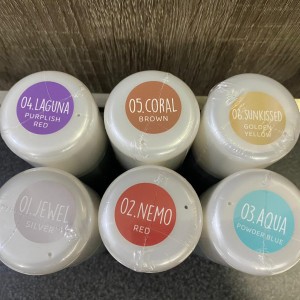 04.LAGUNA
PURPLISH
RED
05.CORAL
BROWN
06.SUNKISSED
GOLDEN
YELLOW
01.JEWEL
SILVER
02.NEMO
RED
03.AQUA
POWDER BLUE